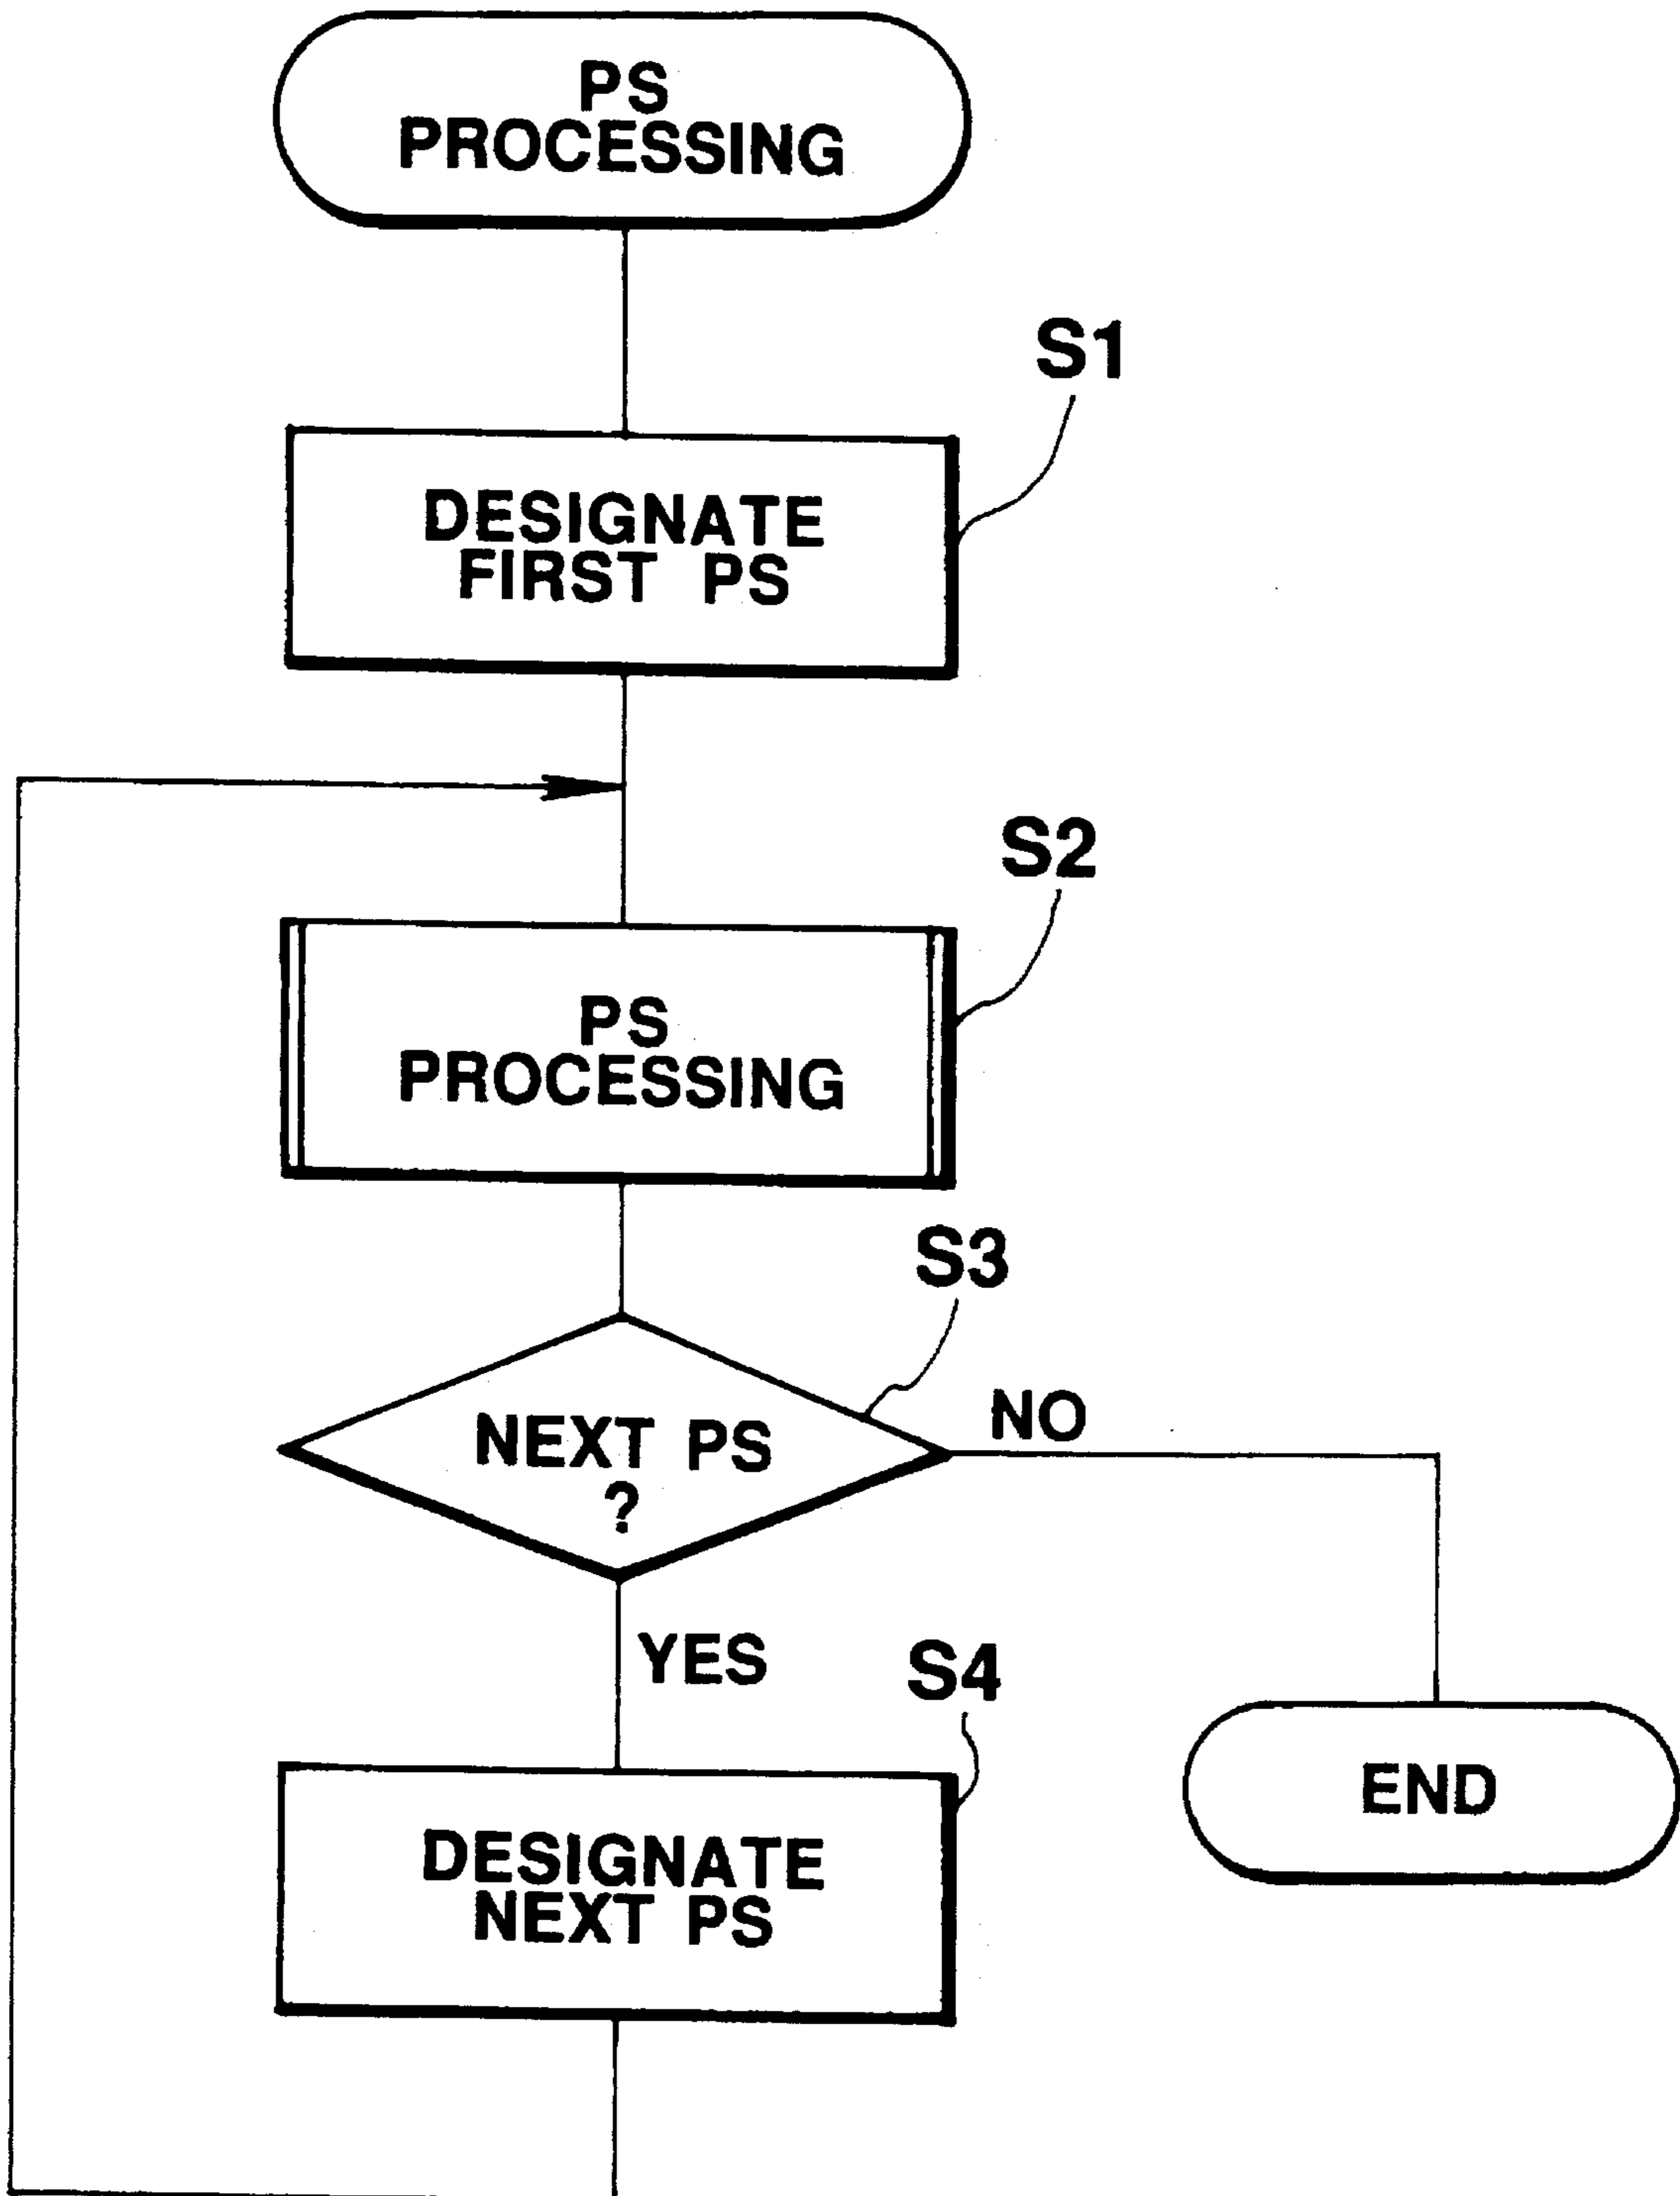 PS
PROCESSING
S1
DESIGNATE
FIRST PS
S2
PS
PROCESSING
S3
NEXT PS
?
NO
YES
S4
DESIGNATE
NEXT PS
END